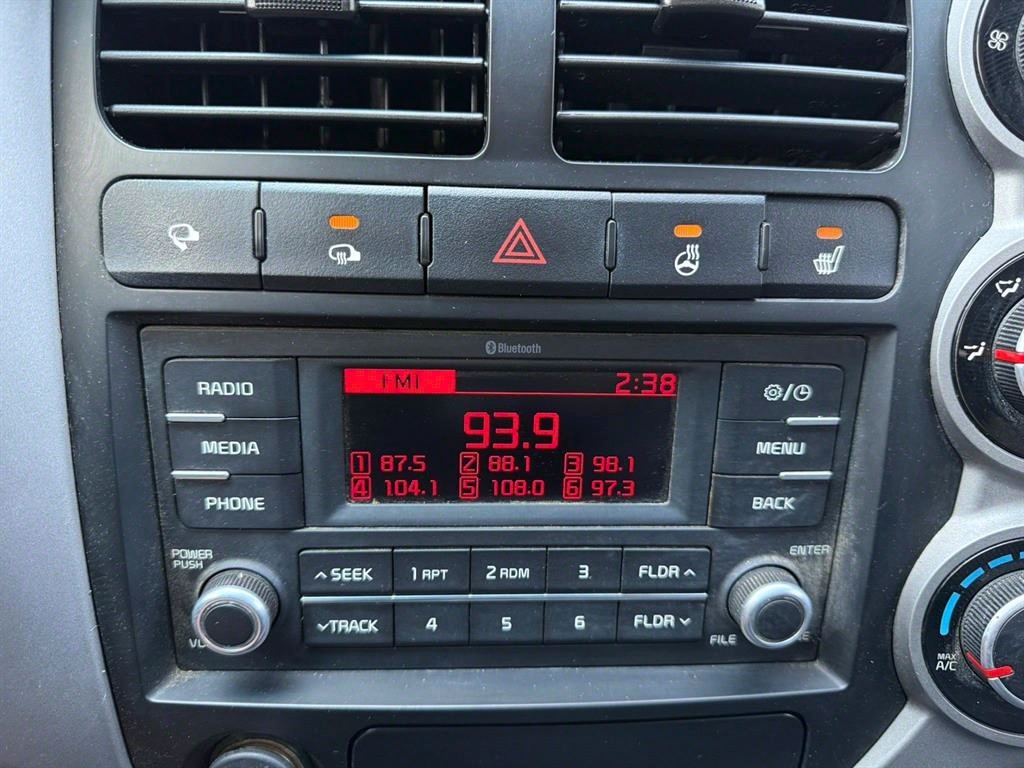 Bluetooth
RADIO
MEDIA
PHONE
FM1 2:38
93.9
1 87.5 2 88.1 3 98.1
4 104.1 5 108.0 6 97.3
MENU
BACK
POWER
PUSH
ENTER
SEEK 1 RPT 2 RDM 3 FLDR
TRACK 4 5 6 FLDR
FILE
MAX
A/C